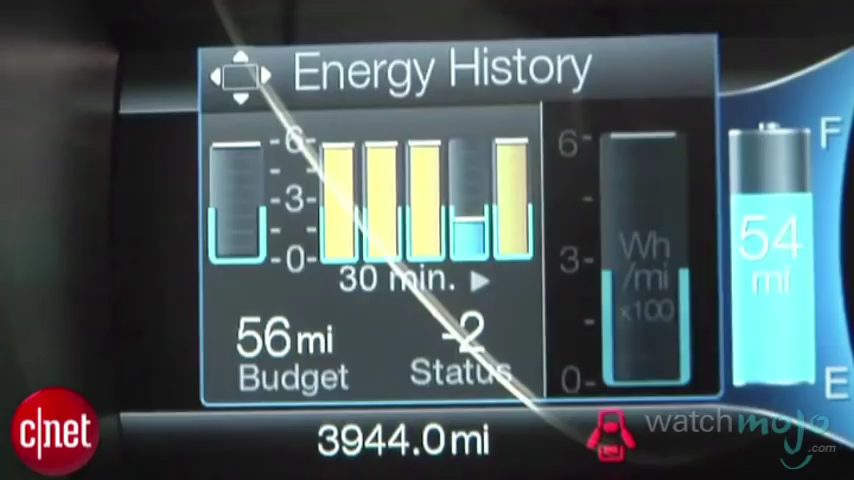 Energy History
6
3
0
30 min.
56 mi
Budget
-2
Status
6
3
0
Wh
/mi
x100
F
54
mi
E
3944.0 mi
c|net
watchmojo
.com